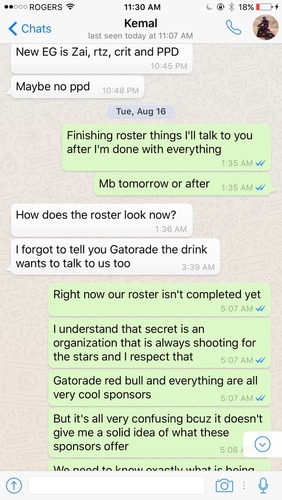 ROGERS
11:30 AM
18%
Chats
Kemal
last seen today at 11:07 AM
New EG is Zai, rtz, crit and PPD
10:45 PM
Maybe no ppd
10:48 PM
Tue, Aug 16
Finishing roster things I'll talk to you
after I'm done with everything
1:35 AM
Mb tomorrow or after
1:35 AM
How does the roster look now?
1:36 AM
I forgot to tell you Gatorade the drink
wants to talk to us too
3:39 AM
Right now our roster isn't completed yet
5:07 AM
I understand that secret is an
organization that is always shooting for
the stars and I respect that
5:07 AM
Gatorade red bull and everything are all
very cool sponsors
5:07 AM
But it's all very confusing bcuz it doesn't
give me a solid idea of what these
sponsors offer
5:08 A
We need to know exactly what is being